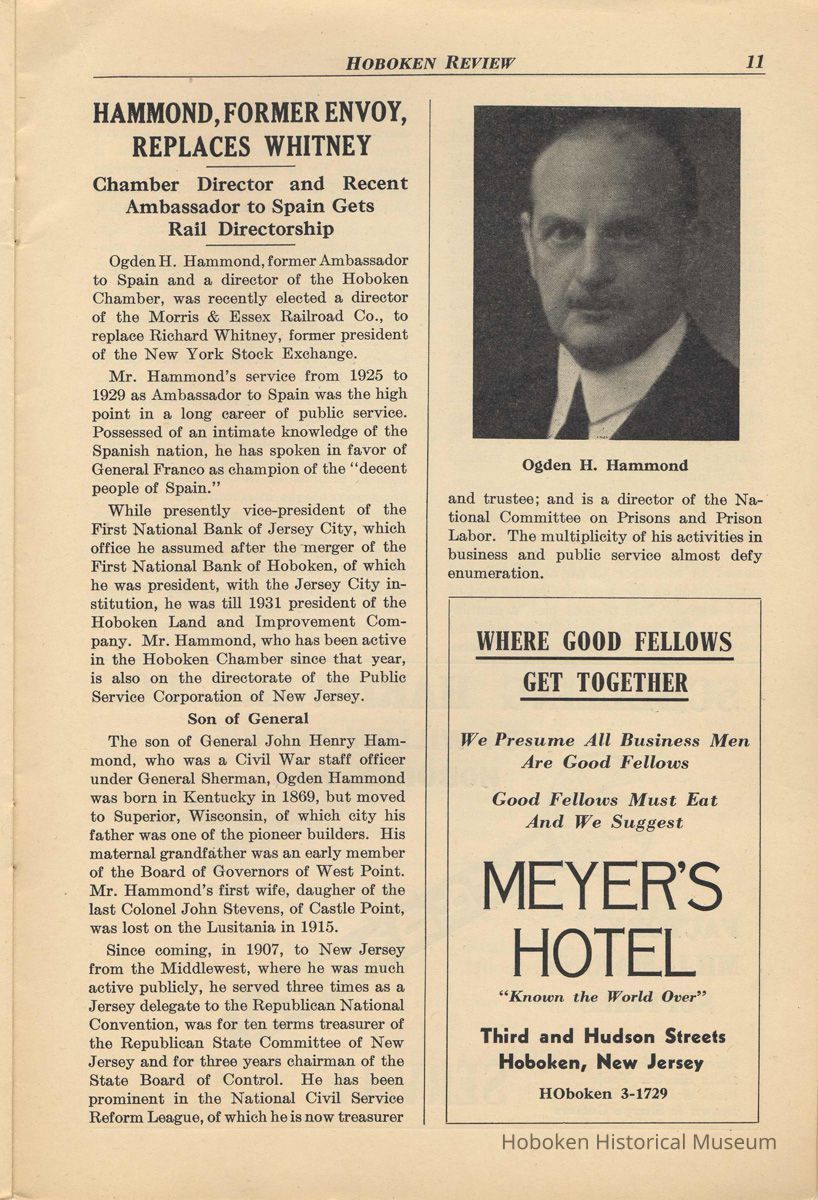 HOBOKEN REVIEW 11
HAMMOND, FORMER ENVOY,
REPLACES WHITNEY
Chamber Director and Recent
Ambassador to Spain Gets
Rail Directorship
Ogden H. Hammond, former Ambassador
to Spain and a director of the Hoboken
Chamber, was recently elected a director
of the Morris & Essex Railroad Co., to
replace Richard Whitney, former president
of the New York Stock Exchange.
Mr. Hammond's service from 1925 to
1929 as Ambassador to Spain was the high
point in a long career of public service.
Possessed of an intimate knowledge of the
Spanish nation, he has spoken in favor of
General Franco as champion of the "decent
people of Spain."
While presently vice-president of the
First National Bank of Jersey City, which
office he assumed after the merger of the
First National Bank of Hoboken, of which
he was president, with the Jersey City in-
stitution, he was till 1931 president of the
Hoboken Land and Improvement Com-
pany. Mr. Hammond, who has been active
in the Hoboken Chamber since that year,
is also on the directorate of the Public
Service Corporation of New Jersey.
Son of General
The son of General John Henry Ham-
mond, who was a Civil War staff officer
under General Sherman, Ogden Hammond
was born in Kentucky in 1869, but moved
to Superior, Wisconsin, of which city his
father was one of the pioneer builders. His
maternal grandfather was an early member
of the Board of Governors of West Point.
Mr. Hammond's first wife, daugher of the
last Colonel John Stevens, of Castle Point,
was lost on the Lusitania in 1915.
Since coming, in 1907, to New Jersey
from the Middlewest, where he was much
active publicly, he served three times as a
Jersey delegate to the Republican National
Convention, was for ten terms treasurer of
the Republican State Committee of New
Jersey and for three years chairman of the
State Board of Control. He has been
prominent in the National Civil Service
Reform League, of which he is now treasurer
Ogden H. Hammond
and trustee; and is a director of the Na-
tional Committee on Prisons and Prison
Labor. The multiplicity of his activities in
business and public service almost defy
enumeration.
WHERE GOOD FELLOWS
GET TOGETHER
We Presume All Business Men
Are Good Fellows
Good Fellows Must Eat
And We Suggest
MEYER'S
HOTEL
"Known the World Over"
Third and Hudson Streets
Hoboken, New Jersey
HOboken 3-1729
Hoboken Historical Museum